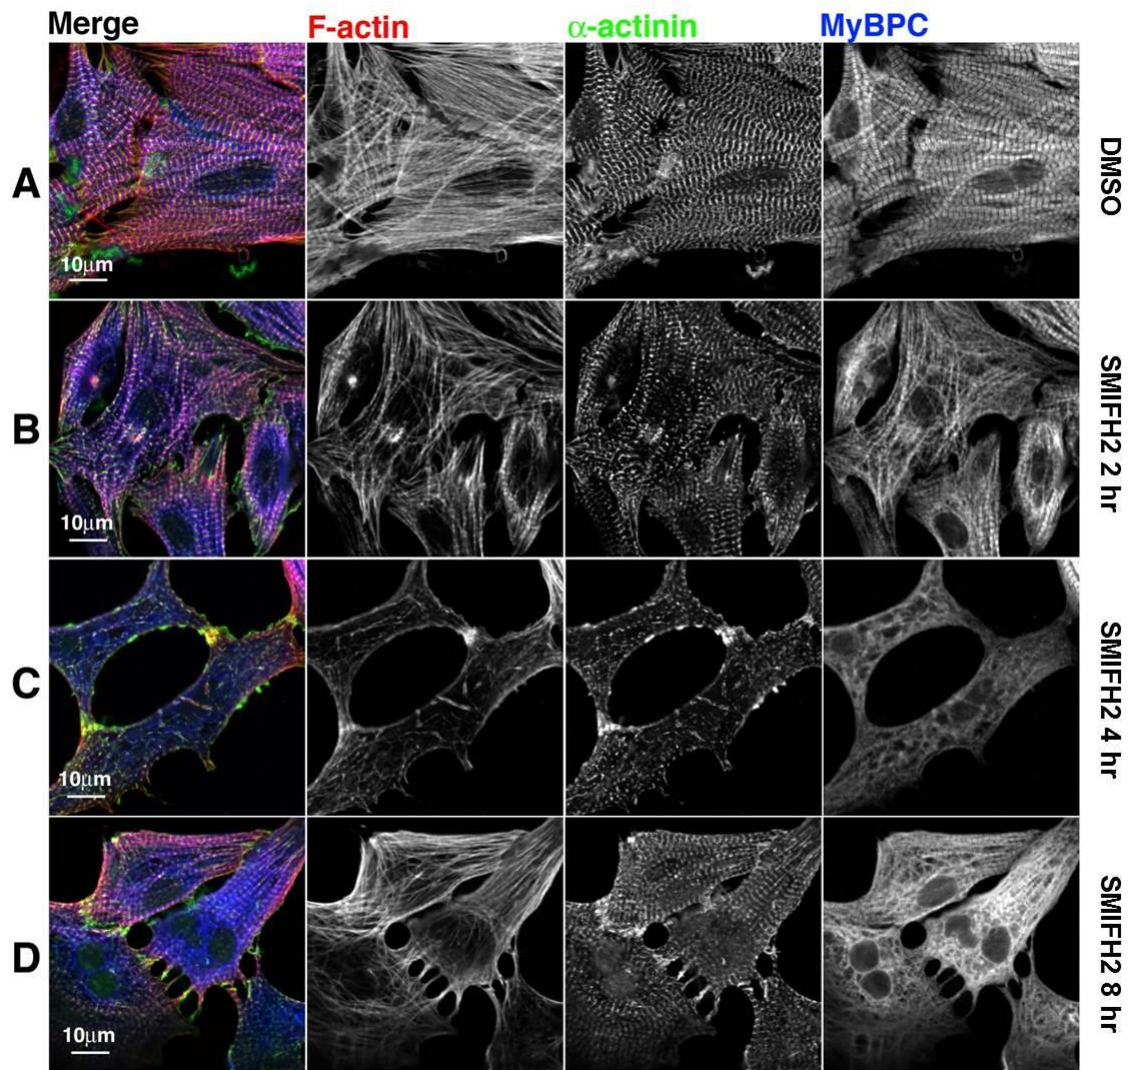 Merge F-actin α-actinin MyBPC
A
10μm
DMSO
B
10μm
SMIFH2 2 hr
C
10μm
SMIFH2 4 hr
D
10μm
SMIFH2 8 hr